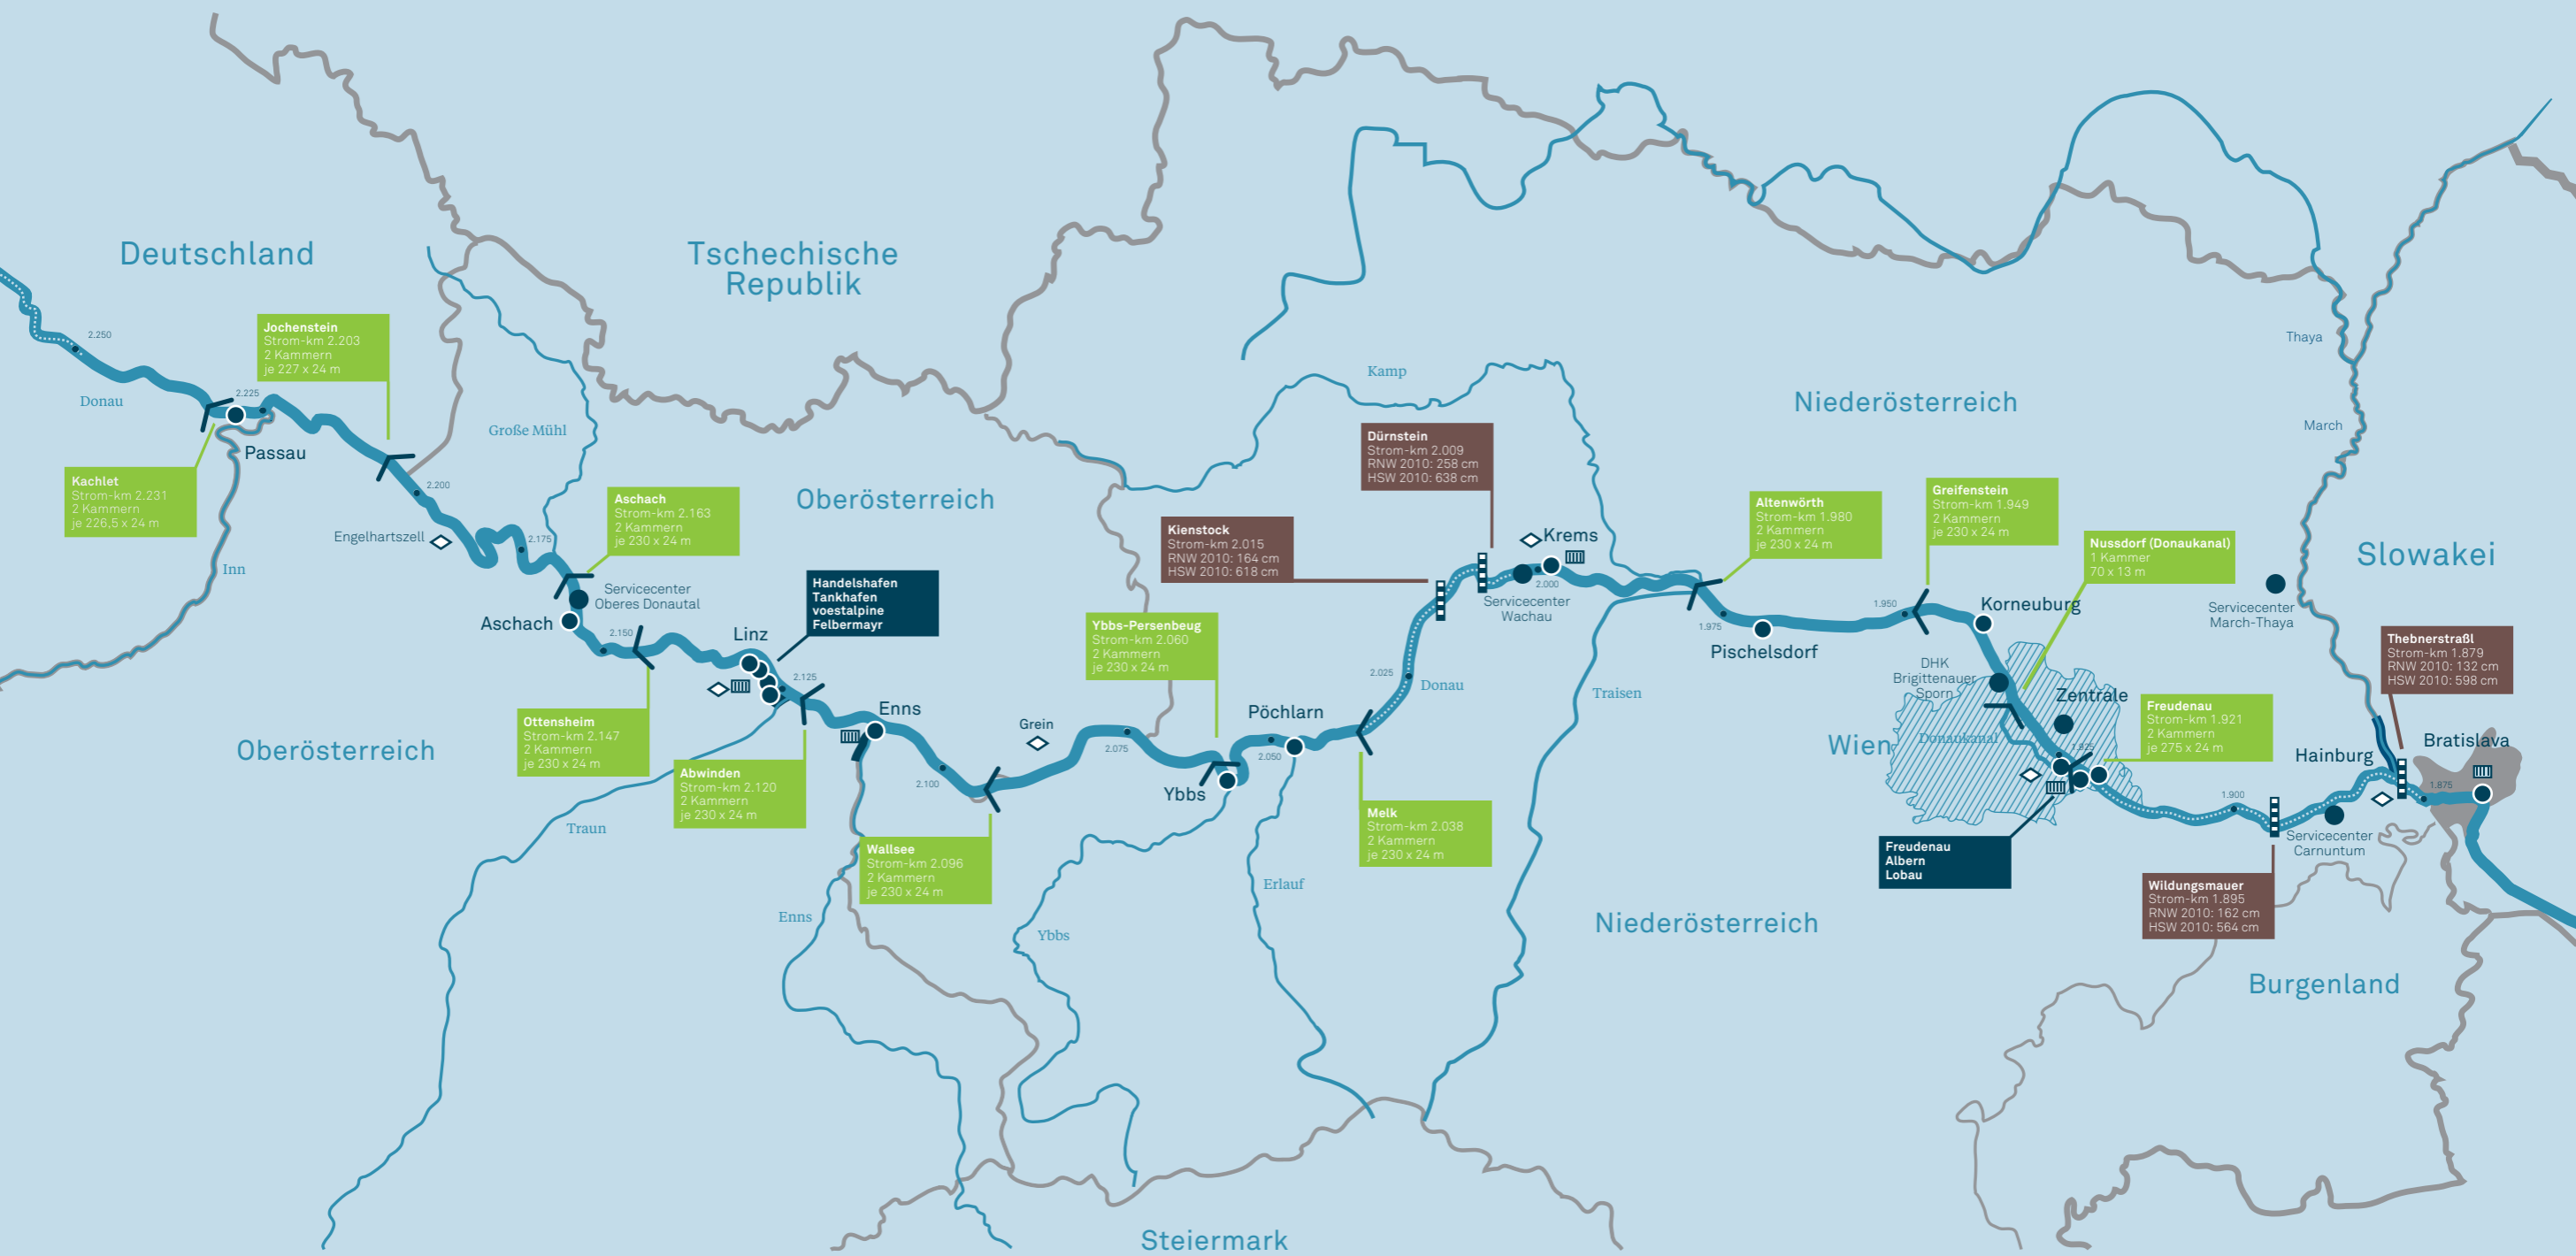 Deutschland
Tschechische
Republik
2.250
Donau
Jochenstein
Strom-km 2.203
2 Kammern
je 227 x 24 m
2.225
Passau
Kachlet
Strom-km 2.231
2 Kammern
je 226,5 x 24 m
Inn
Große Mühl
2.200
Engelhartszell
2.175
Aschach
Strom-km 2.163
2 Kammern
je 230 x 24 m
Oberösterreich
Servicecenter
Oberes Donautal
Aschach
2.150
Handelshafen
Tankhafen
voestalpine
Felbermayr
Linz
2.125
Oberösterreich
Ottensheim
Strom-km 2.147
2 Kammern
je 230 x 24 m
Abwinden
Strom-km 2.120
2 Kammern
je 230 x 24 m
Traun
Enns
2.100
Wallsee
Strom-km 2.096
2 Kammern
je 230 x 24 m
Enns
Grein
2.075
Ybbs-Persenbeug
Strom-km 2.060
2 Kammern
je 230 x 24 m
Ybbs
Ybbs
Pöchlarn
2.050
Erlauf
Melk
Strom-km 2.038
2 Kammern
je 230 x 24 m
2.025
Donau
Kienstock
Strom-km 2.015
RNW 2010: 164 cm
HSW 2010: 618 cm
Dürnstein
Strom-km 2.009
RNW 2010: 258 cm
HSW 2010: 638 cm
Kamp
Krems
2.000
Servicecenter
Wachau
Traisen
Niederösterreich
Niederösterreich
Altenwörth
Strom-km 1.980
2 Kammern
je 230 x 24 m
1.975
Pischelsdorf
1.950
Greifenstein
Strom-km 1.949
2 Kammern
je 230 x 24 m
Korneuburg
Nussdorf (Donaukanal)
1 Kammer
70 x 13 m
DHK
Brigittenauer
Sporn
Zentrale
Wien
Donaukanal
1.925
Freudenau
Strom-km 1.921
2 Kammern
je 275 x 24 m
Freudenau
Albern
Lobau
1.900
Wildungsmauer
Strom-km 1.895
RNW 2010: 162 cm
HSW 2010: 564 cm
Servicecenter
Carnuntum
Hainburg
Thaya
March
Slowakei
Servicecenter
March-Thaya
Thebnerstraßl
Strom-km 1.879
RNW 2010: 132 cm
HSW 2010: 598 cm
Bratislava
1.875
Burgenland
Steiermark